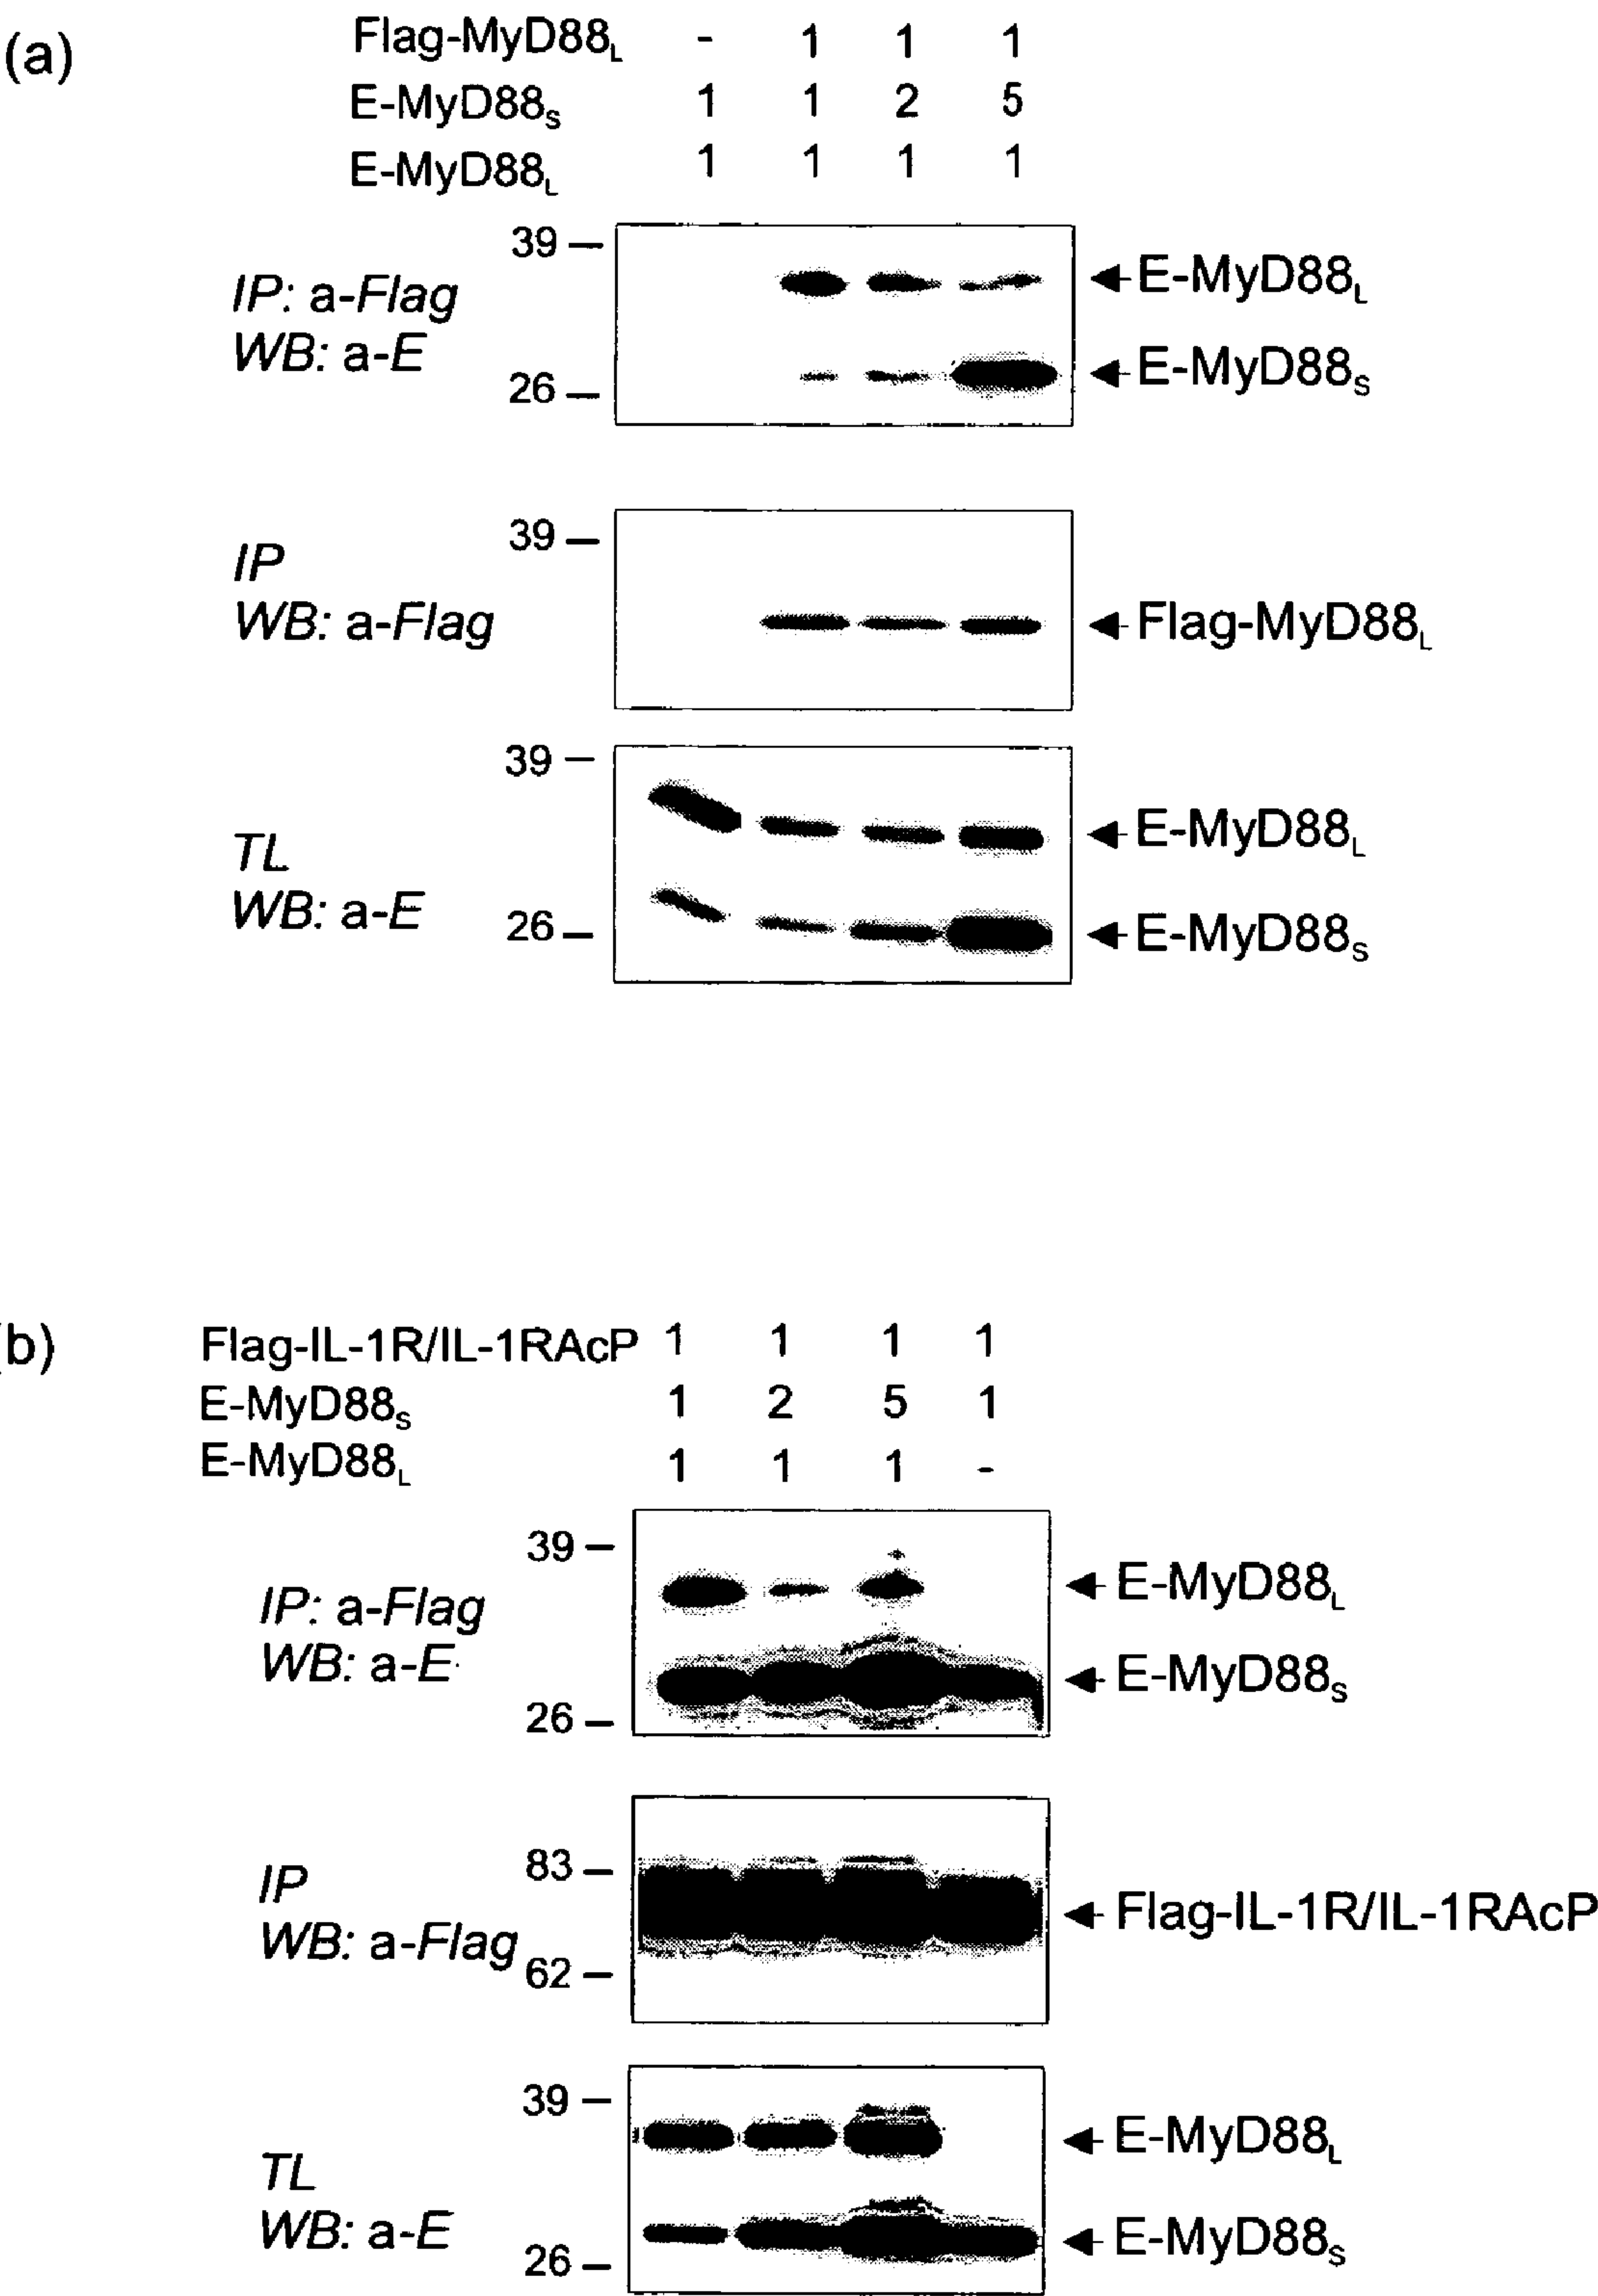 (a)
Flag-MyD88L - 1 1 1
E-MyD88S 1 1 2 5
E-MyD88L 1 1 1 1
39
IP: a-Flag
WB: a-E
26
E-MyD88L
E-MyD88S
39
IP
WB: a-Flag
Flag-MyD88L
39
TL
WB: a-E
26
E-MyD88L
E-MyD88S
b)
Flag-IL-1R/IL-1RAcP 1 1 1 1
E-MyD88S 1 2 5 1
E-MyD88L 1 1 1 -
39
IP: a-Flag
WB: a-E
26
E-MyD88L
E-MyD88S
83
IP
WB: a-Flag
62
Flag-IL-1R/IL-1RAcP
39
TL
WB: a-E
26
E-MyD88L
E-MyD88S